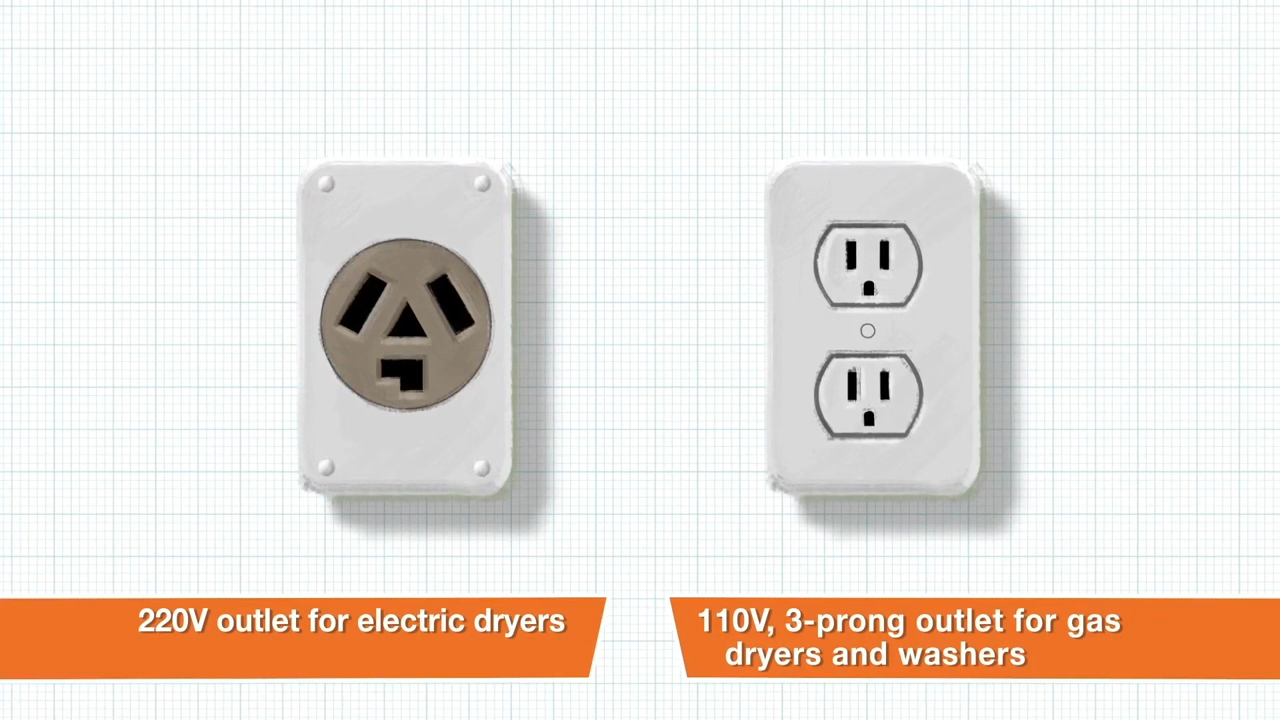 220V outlet for electric dryers
110V, 3-prong outlet for gas
dryers and washers